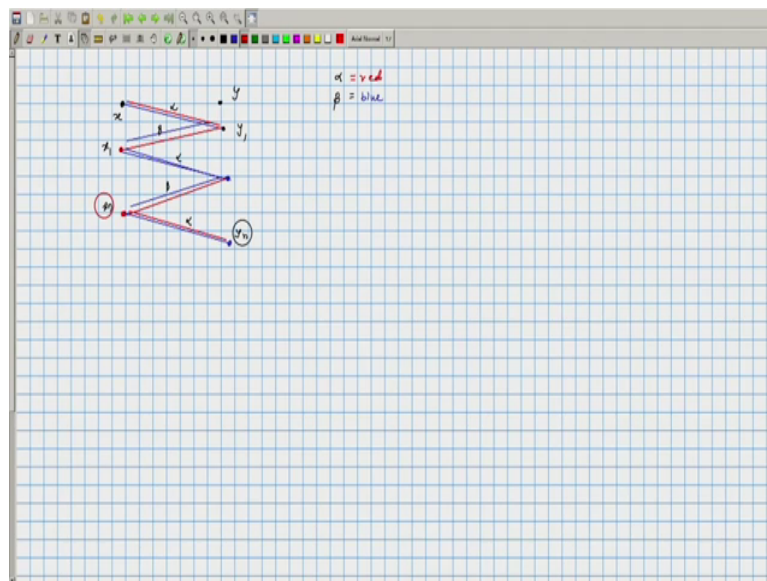 α = red
β = blue
y
α
x
β
y₁
x₁
α
β
α
yₙ